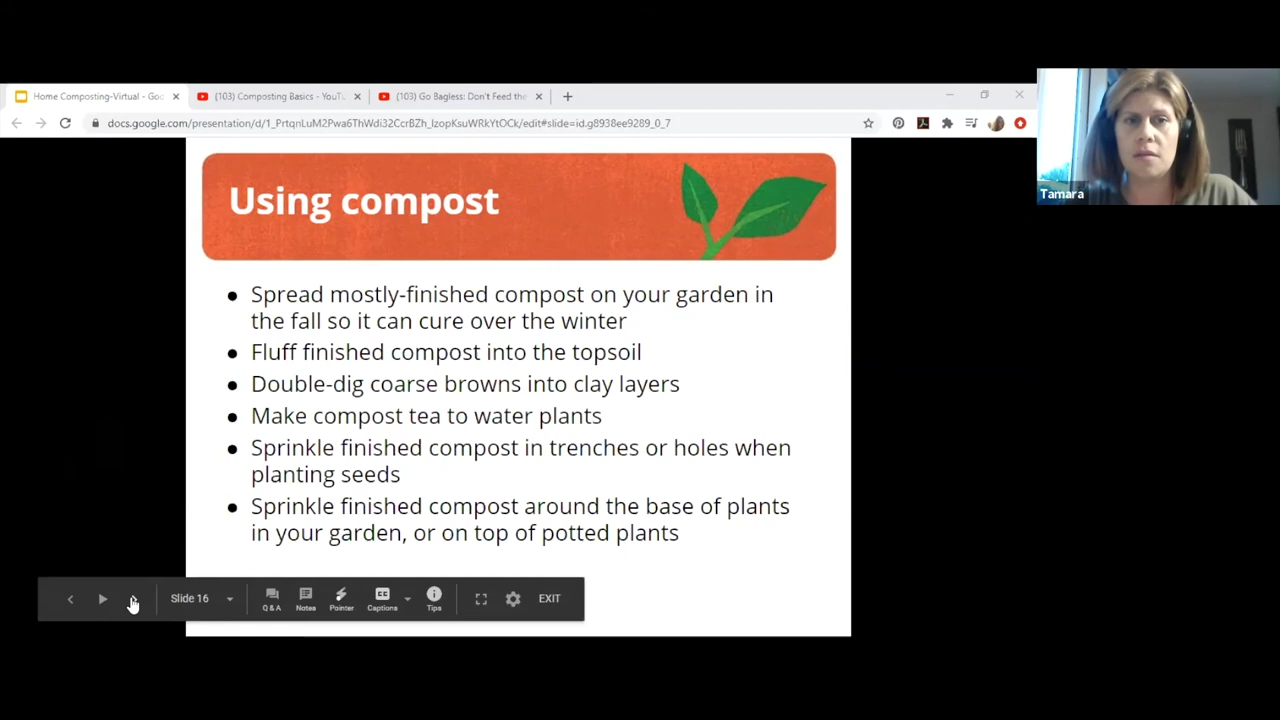 Home Composting-Virtual - Goo
(103) Composting Basics - YouTu
(103) Go Bagless: Don't Feed the
docs.google.com/presentation/d/1_PrtqnLuM2Pwa6ThWdi32CcrBZh_IzopKsuWRkYtOCk/edit#slide=id.g8938ee9289_0_7
Tamara
Using compost
● Spread mostly-finished compost on your garden in
the fall so it can cure over the winter
● Fluff finished compost into the topsoil
● Double-dig coarse browns into clay layers
● Make compost tea to water plants
● Sprinkle finished compost in trenches or holes when
planting seeds
● Sprinkle finished compost around the base of plants
in your garden, or on top of potted plants
Slide 16
Q & A
Notes
Pointer
CC
Captions
Tips
EXIT